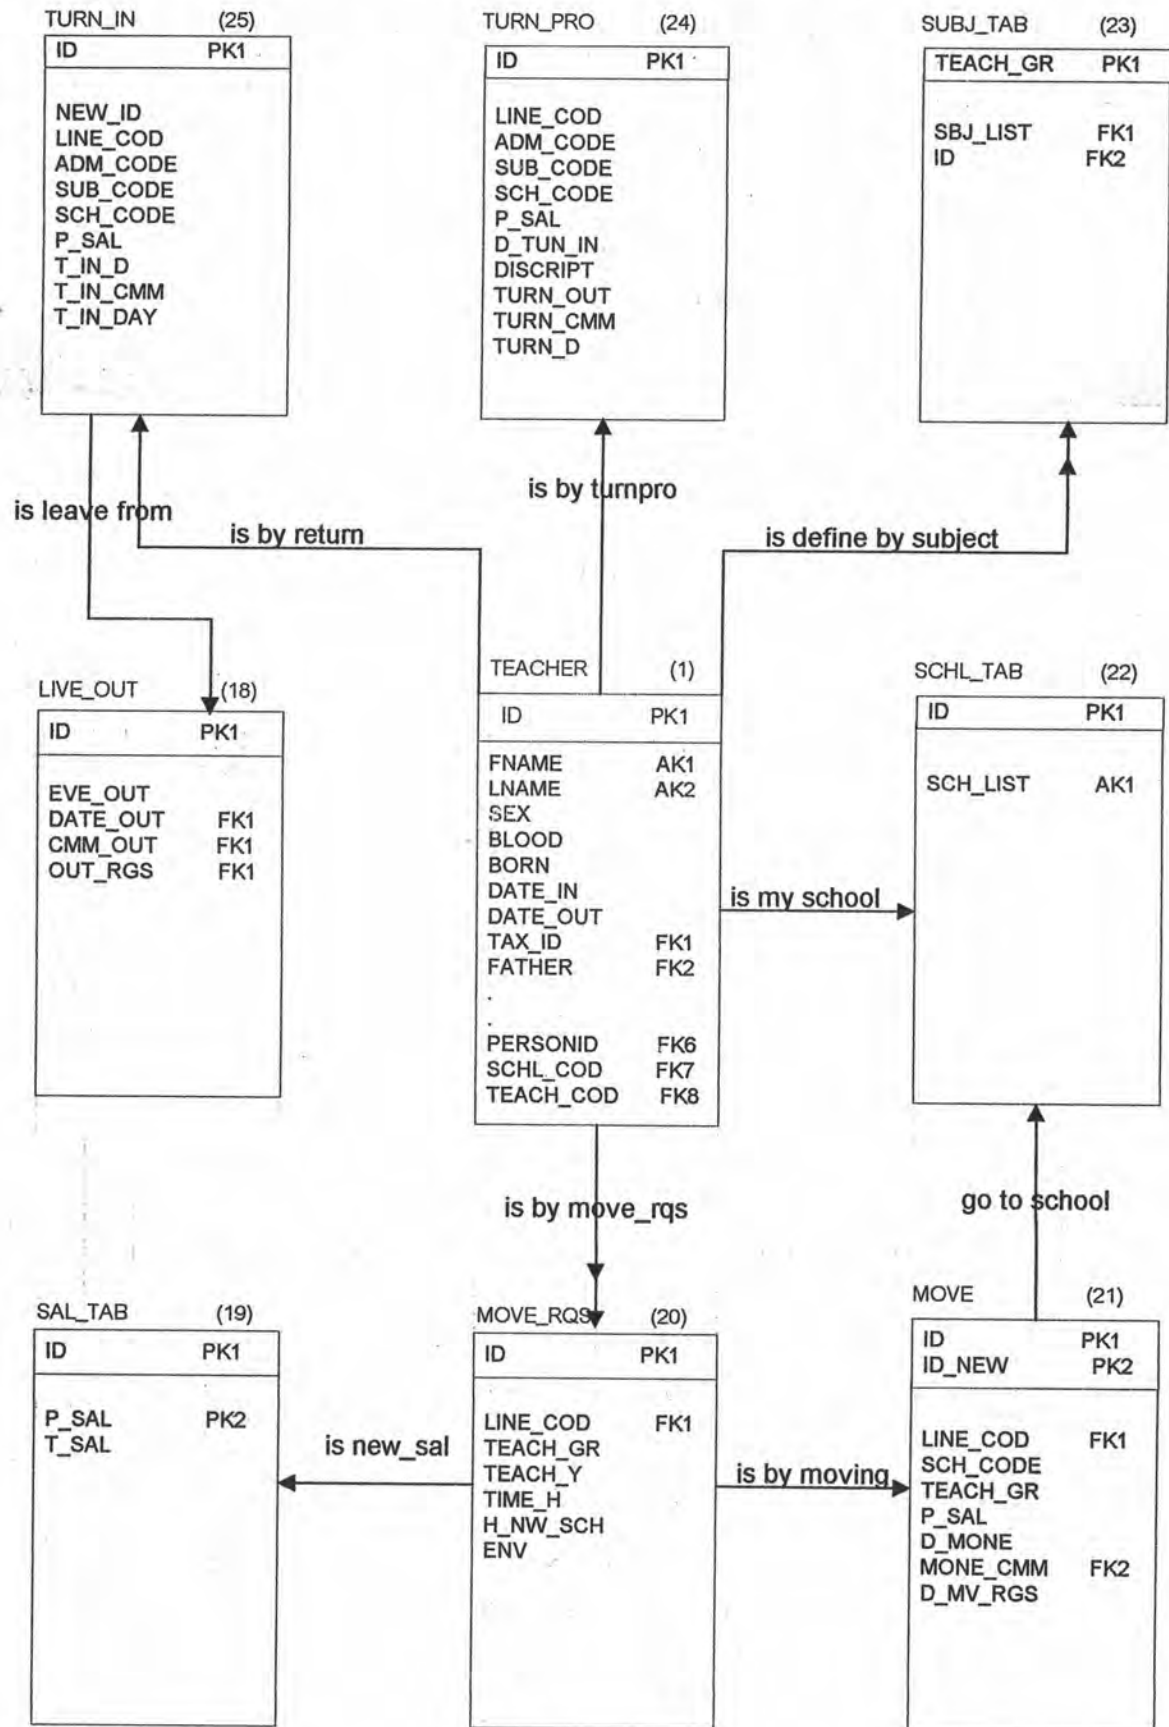 TURN_IN (25)
ID PK1
NEW_ID
LINE_COD
ADM_CODE
SUB_CODE
SCH_CODE
P_SAL
T_IN_D
T_IN_CMM
T_IN_DAY
TURN_PRO (24)
ID PK1
LINE_COD
ADM_CODE
SUB_CODE
SCH_CODE
P_SAL
D_TUN_IN
DISCRIPT
TURN_OUT
TURN_CMM
TURN_D
SUBJ_TAB (23)
TEACH_GR PK1
SBJ_LIST FK1
ID FK2
is leave from
is by return
is by turnpro
is define by subject
LIVE_OUT (18)
ID PK1
EVE_OUT
DATE_OUT FK1
CMM_OUT FK1
OUT_RGS FK1
TEACHER (1)
ID PK1
FNAME AK1
LNAME AK2
SEX
BLOOD
BORN
DATE_IN
DATE_OUT
TAX_ID FK1
FATHER FK2
.
.
PERSONID FK6
SCHL_COD FK7
TEACH_COD FK8
is my school
SCHL_TAB (22)
ID PK1
SCH_LIST AK1
is by move_rqs
go to school
SAL_TAB (19)
ID PK1
P_SAL PK2
T_SAL
is new_sal
MOVE_RQS (20)
ID PK1
LINE_COD FK1
TEACH_GR
TEACH_Y
TIME_H
H_NW_SCH
ENV
is by moving
MOVE (21)
ID PK1
ID_NEW PK2
LINE_COD FK1
SCH_CODE
TEACH_GR
P_SAL
D_MONE
MONE_CMM FK2
D_MV_RGS